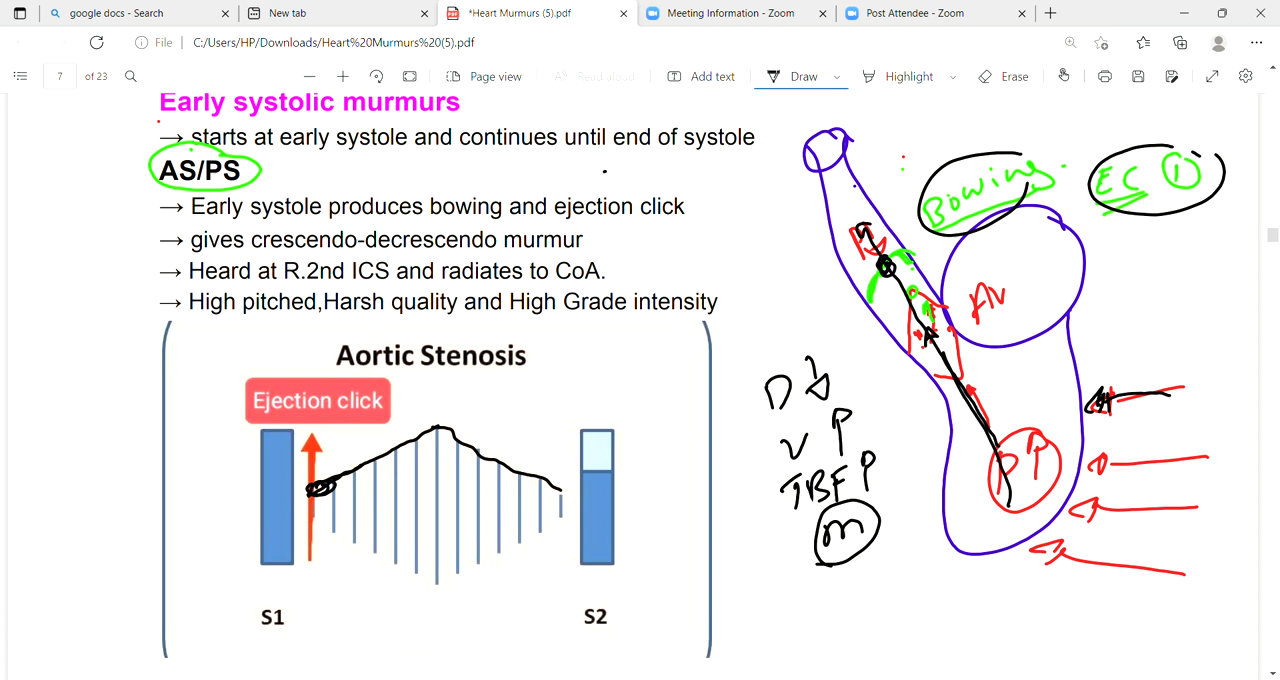 google docs - Search
New tab
*Heart Murmurs (5).pdf
Meeting Information - Zoom
Post Attendee - Zoom
File
C:/Users/HP/Downloads/Heart%20Murmurs%20(5).pdf
7 of 23
Page view
Read aloud
Add text
Draw
Highlight
Erase
Early systolic murmurs
→ starts at early systole and continues until end of systole
AS/PS
→ Early systole produces bowing and ejection click
→ gives crescendo-decrescendo murmur
→ Heard at R.2nd ICS and radiates to CoA.
→ High pitched,Harsh quality and High Grade intensity
Aortic Stenosis
Ejection click
S1
S2
Bowing
EC ①
AV
PP
D↓
V P
TBFP
m